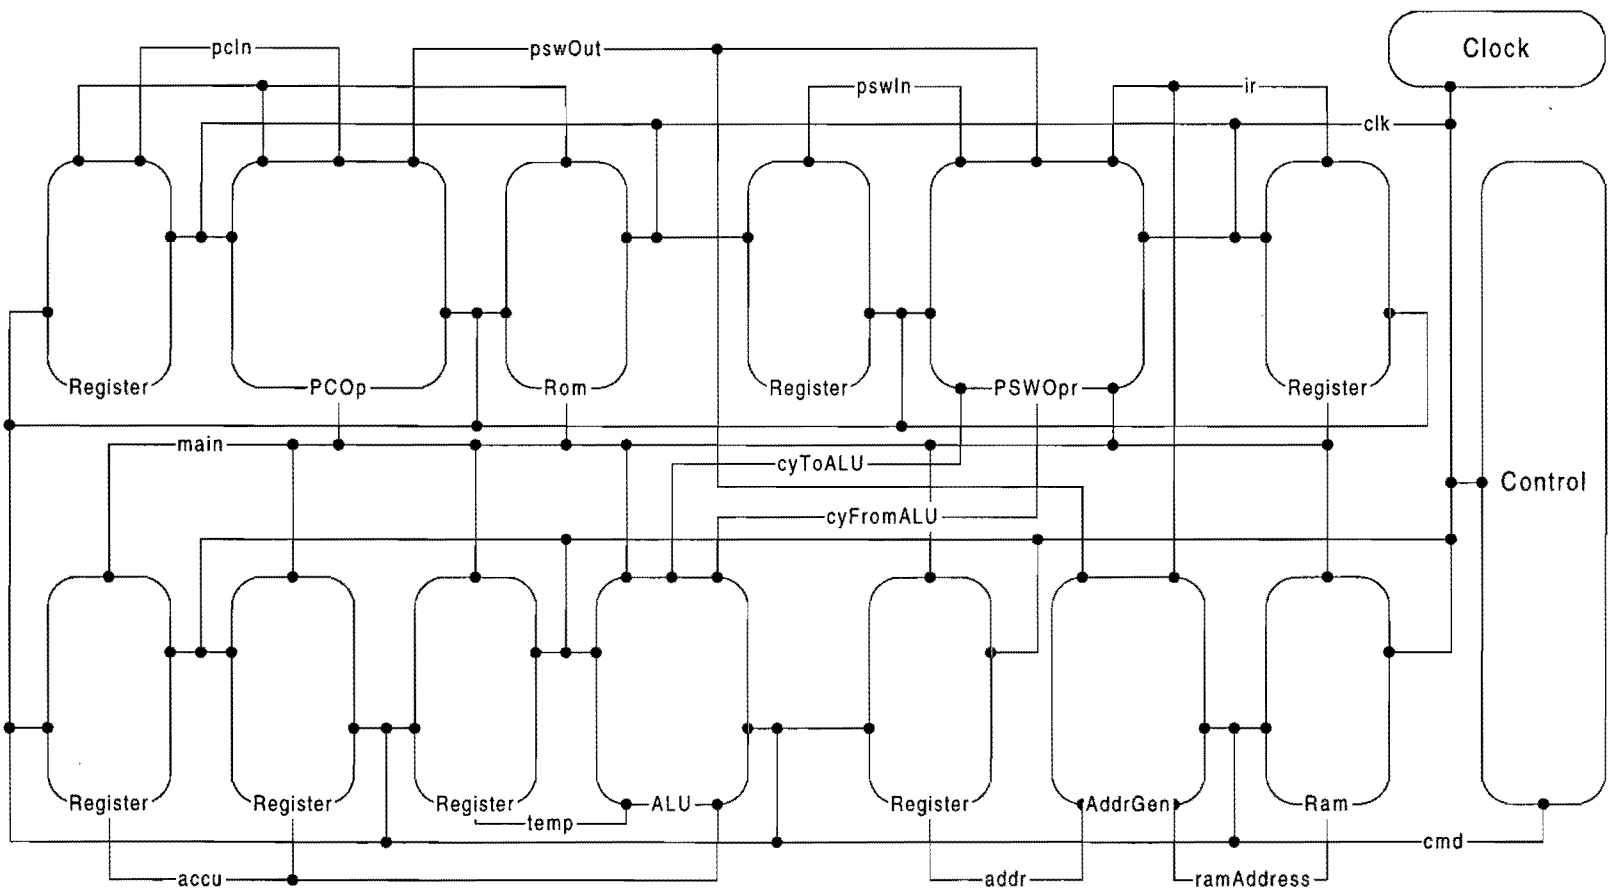 pcIn
pswOut
Clock
pswIn
ir
clk
Register
PCOp
Rom
Register
PSWOpr
Register
main
cyToALU
Control
cyFromALU
Register
Register
Register
ALU
Register
AddrGen
Ram
temp
cmd
accu
addr
ramAddress